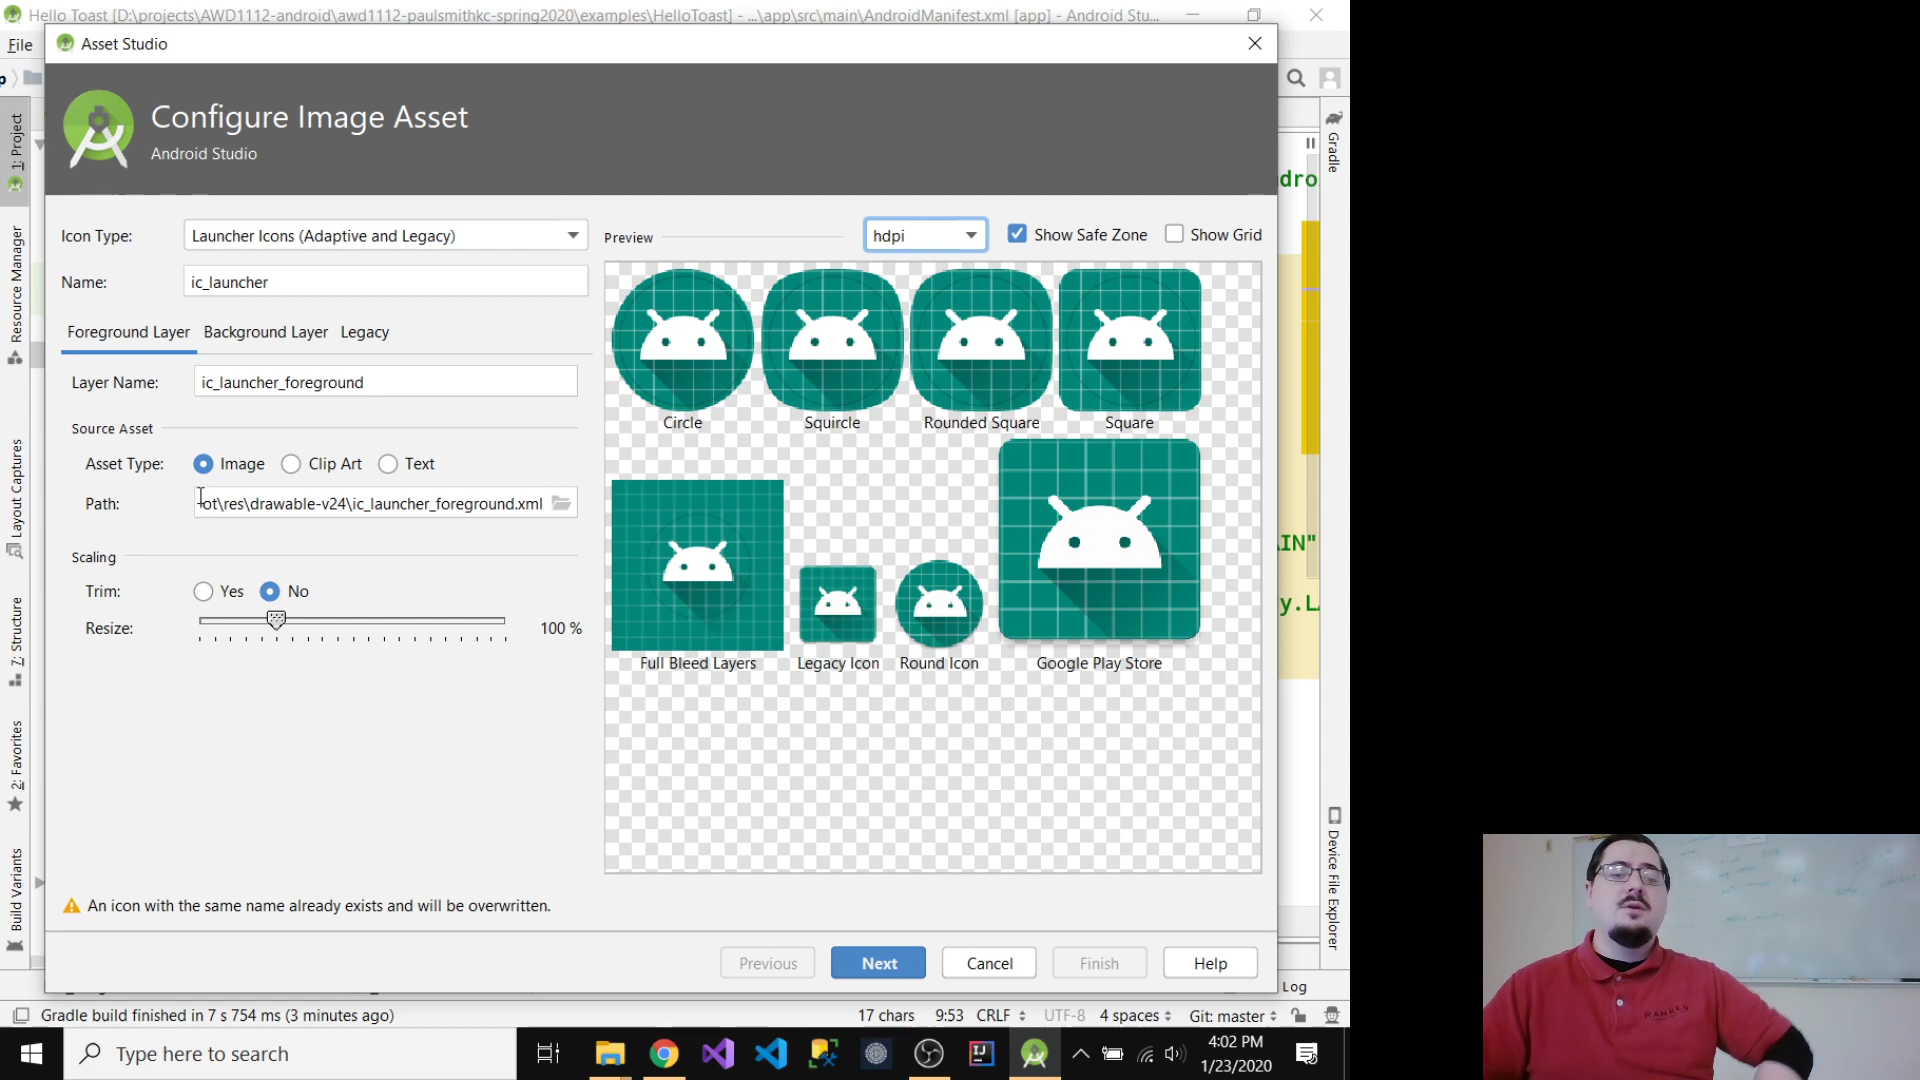 Hello Toast [D:\projects\AWD1112-android\awd1112-paulsmithkc-spring2020\examples\HelloToast] - ...\app\src\main\AndroidManifest.xml [app] - Android Stu...
File
Asset Studio
Configure Image Asset
Android Studio
Icon Type:
Launcher Icons (Adaptive and Legacy)
Preview
hdpi
Show Safe Zone
Show Grid
Name:
ic_launcher
Foreground Layer
Background Layer
Legacy
Layer Name:
ic_launcher_foreground
Source Asset
Asset Type:
Image
Clip Art
Text
Path:
ot\res\drawable-v24\ic_launcher_foreground.xml
Scaling
Trim:
Yes
No
Resize:
100 %
Circle
Squircle
Rounded Square
Square
Full Bleed Layers
Legacy Icon
Round Icon
Google Play Store
An icon with the same name already exists and will be overwritten.
Previous
Next
Cancel
Finish
Help
1: Project
Resource Manager
Layout Captures
7: Structure
2: Favorites
Build Variants
Gradle
Device File Explorer
dro
IN"
y.L
Log
Gradle build finished in 7 s 754 ms (3 minutes ago)
17 chars
9:53
CRLF
UTF-8
4 spaces
Git: master
Type here to search
4:02 PM
1/23/2020
RANKEN